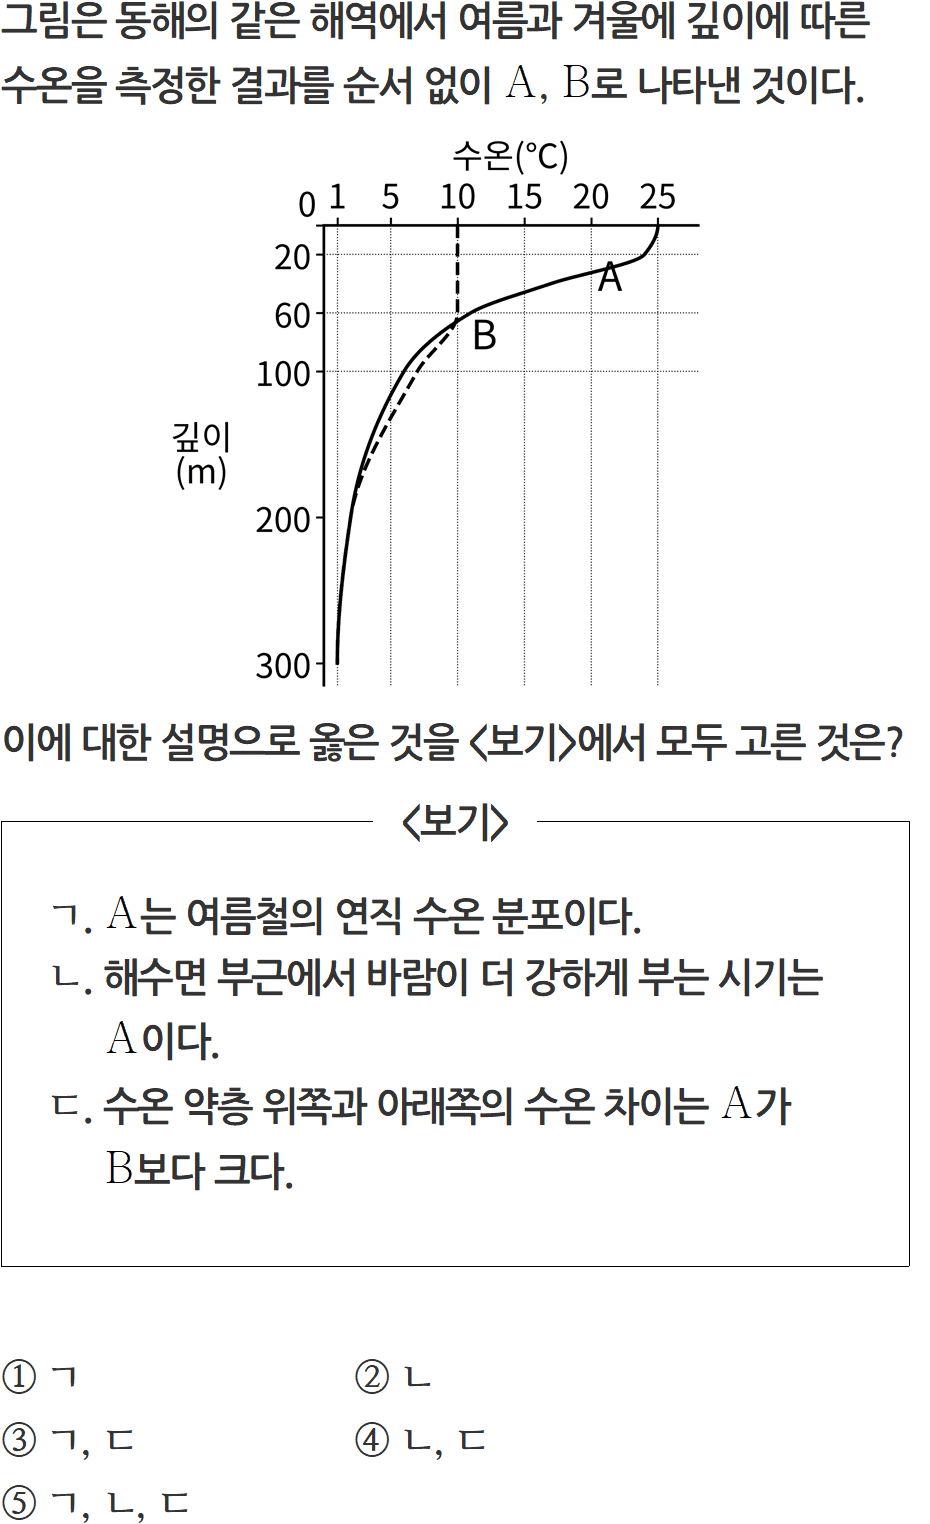 그림은 동해의 같은 해역에서 여름과 겨울에 깊이에 따른
수온을 측정한 결과를 순서 없이 A, B로 나타낸 것이다.
수온(℃)
0 1 5 10 15 20 25
20
A
60
B
100
깊이
(m)
200
300
이에 대한 설명으로 옳은 것을 <보기>에서 모두 고른 것은?
<보기>
ㄱ. A는 여름철의 연직 수온 분포이다.
ㄴ. 해수면 부근에서 바람이 더 강하게 부는 시기는
A이다.
ㄷ. 수온 약층 위쪽과 아래쪽의 수온 차이는 A가
B보다 크다.
① ㄱ ② ㄴ
③ ㄱ, ㄷ ④ ㄴ, ㄷ
⑤ ㄱ, ㄴ, ㄷ